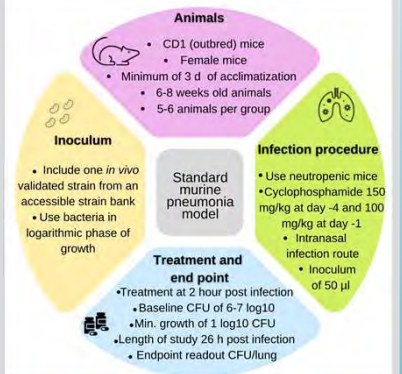 Animals
• CD1 (outbred) mice
• Female mice
• Minimum of 3 d of acclimatization
• 6-8 weeks old animals
• 5-6 animals per group
Inoculum
• Include one in vivo
validated strain from an
accessible strain bank
• Use bacteria in
logarithmic phase of
growth
Standard
murine
pneumonia
model
Infection procedure
• Use neutropenic mice
•Cyclophosphamide 150
mg/kg at day -4 and 100
mg/kg at day -1
• Intranasal
infection route
• Inoculum
of 50 µl
Treatment and
end point
•Treatment at 2 hour post infection
•Baseline CFU of 6-7 log10
•Min. growth of 1 log10 CFU
•Length of study 26 h post infection
• Endpoint readout CFU/lung